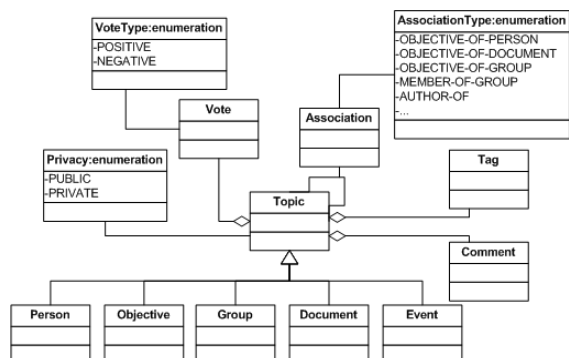 VoteType:enumeration
-POSITIVE
-NEGATIVE
AssociationType:enumeration
-OBJECTIVE-OF-PERSON
-OBJECTIVE-OF-DOCUMENT
-OBJECTIVE-OF-GROUP
-MEMBER-OF-GROUP
-AUTHOR-OF
-...
Vote
Association
Privacy:enumeration
-PUBLIC
-PRIVATE
Tag
Topic
Comment
Person
Objective
Group
Document
Event